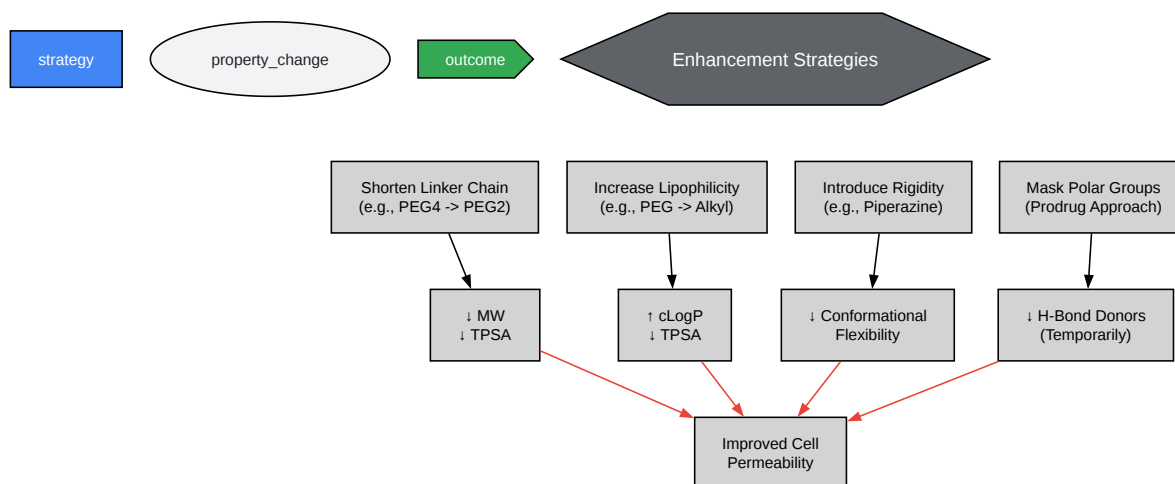 strategy
property_change
outcome
Enhancement Strategies
Shorten Linker Chain
(e.g., PEG4 -> PEG2)
Increase Lipophilicity
(e.g., PEG -> Alkyl)
Introduce Rigidity
(e.g., Piperazine)
Mask Polar Groups
(Prodrug Approach)
↓ MW
↓ TPSA
↑ cLogP
↓ TPSA
↓ Conformational
Flexibility
↓ H-Bond Donors
(Temporarily)
Improved Cell
Permeability